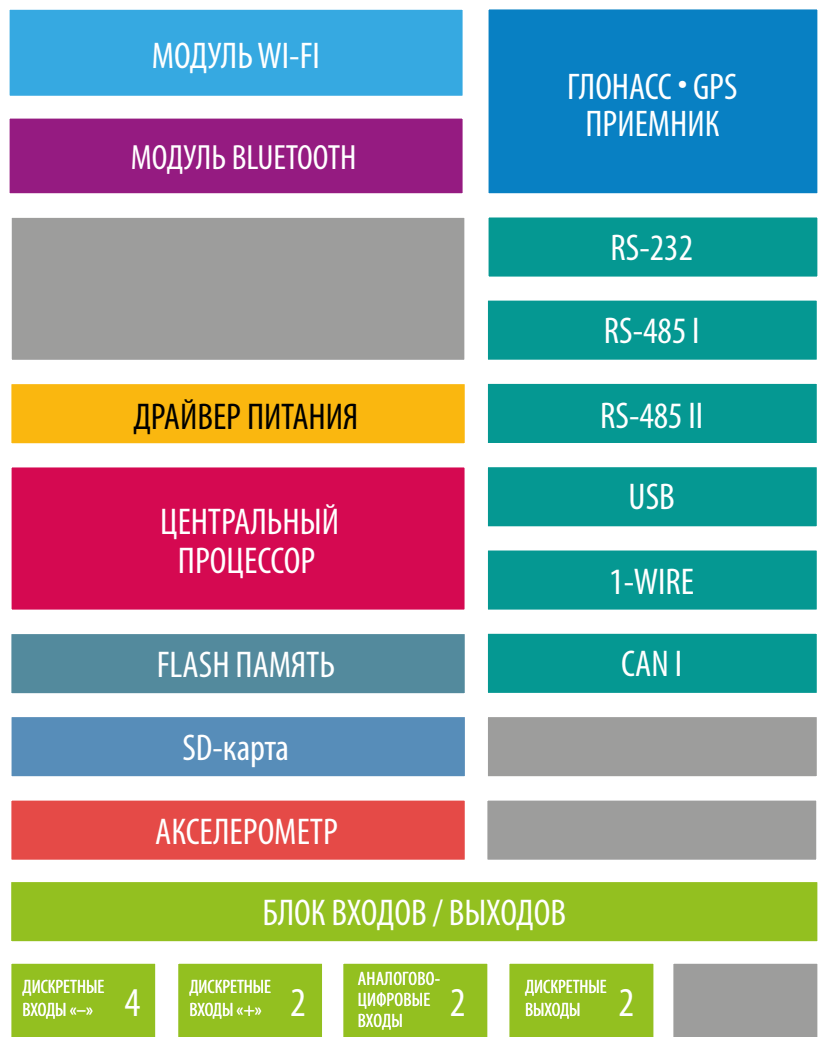 МОДУЛЬ WI-FI
МОДУЛЬ BLUETOOTH
ДРАЙВЕР ПИТАНИЯ
ЦЕНТРАЛЬНЫЙ
ПРОЦЕССОР
FLASH ПАМЯТЬ
SD-карта
АКСЕЛЕРОМЕТР
ГЛОНАСС • GPS
ПРИЕМНИК
RS-232
RS-485 I
RS-485 II
USB
1-WIRE
CAN I
БЛОК ВХОДОВ / ВЫХОДОВ
ДИСКРЕТНЫЕ
ВХОДЫ «–»
4
ДИСКРЕТНЫЕ
ВХОДЫ «+»
2
АНАЛОГОВО-
ЦИФРОВЫЕ
ВХОДЫ
2
ДИСКРЕТНЫЕ
ВЫХОДЫ
2